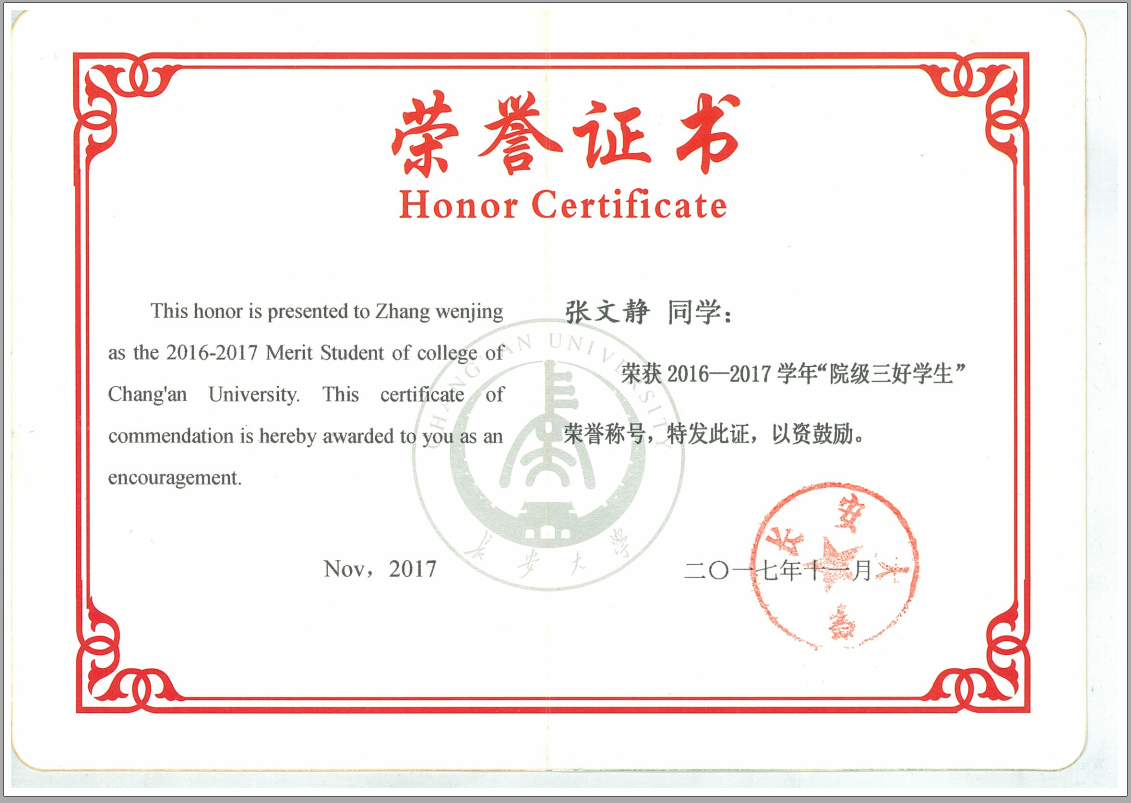 荣誉证书
Honor Certificate
This honor is presented to Zhang wenjing
as the 2016-2017 Merit Student of college of
Chang'an University. This certificate of
commendation is hereby awarded to you as an
encouragement.
Nov，2017
张文静 同学：
荣获 2016—2017 学年“院级三好学生”
荣誉称号，特发此证，以资鼓励。
二〇一七年十一月
CHANG'AN UNIVERSITY
长安大学
长安大学